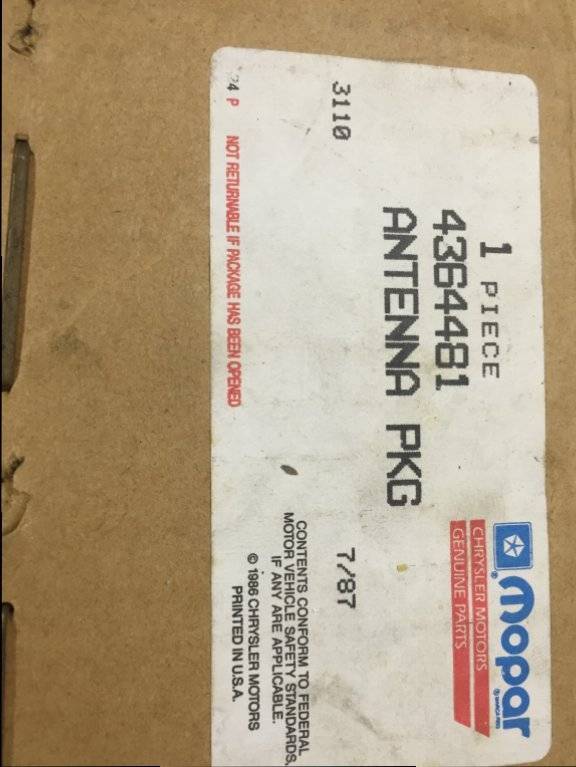 1 PIECE
4364481
ANTENNA PKG
Mopar
CHRYSLER MOTORS
GENUINE PARTS
3110
7/87
CONTENTS CONFORM TO FEDERAL
MOTOR VEHICLE SAFETY STANDARDS,
IF ANY ARE APPLICABLE.
© 1986 CHRYSLER MOTORS
PRINTED IN U.S.A.
24 P
NOT RETURNABLE IF PACKAGE HAS BEEN OPENED